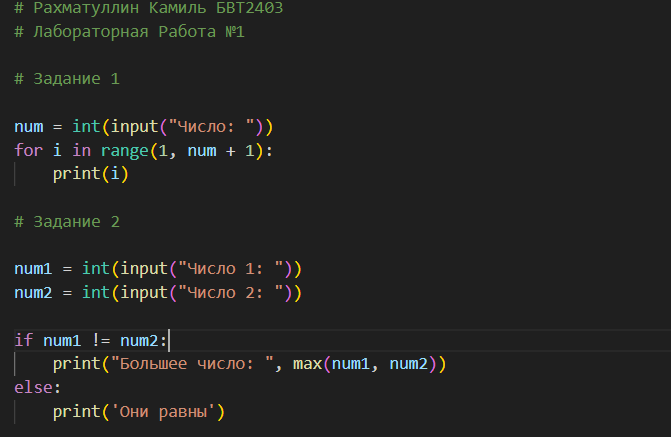 # Рахматуллин Камиль БВТ2403
# Лабораторная Работа №1
# Задание 1
num = int(input("Число: "))
for i in range(1, num + 1):
    print(i)
# Задание 2
num1 = int(input("Число 1: "))
num2 = int(input("Число 2: "))
if num1 != num2:
    print("Большее число: ", max(num1, num2))
else:
    print('Они равны')